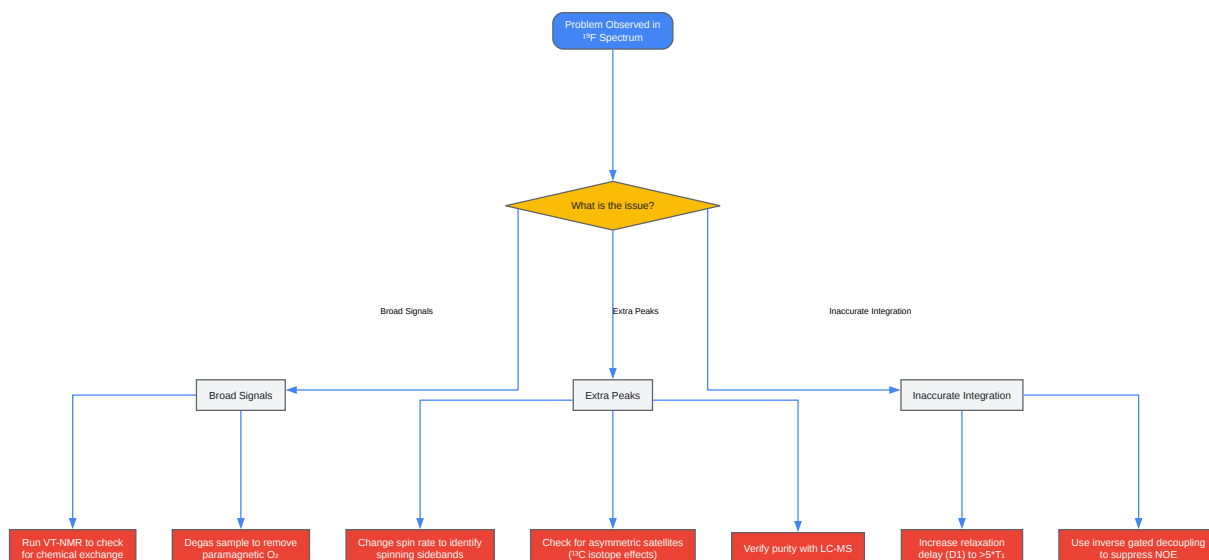 Problem Observed in
¹⁹F Spectrum
What is the issue?
Broad Signals
Extra Peaks
Inaccurate Integration
Broad Signals
Extra Peaks
Inaccurate Integration
Run VT-NMR to check
for chemical exchange
Degas sample to remove
paramagnetic O₂
Change spin rate to identify
spinning sidebands
Check for asymmetric satellites
(¹³C isotope effects)
Verify purity with LC-MS
Increase relaxation
delay (D1) to >5*T₁
Use inverse gated decoupling
to suppress NOE